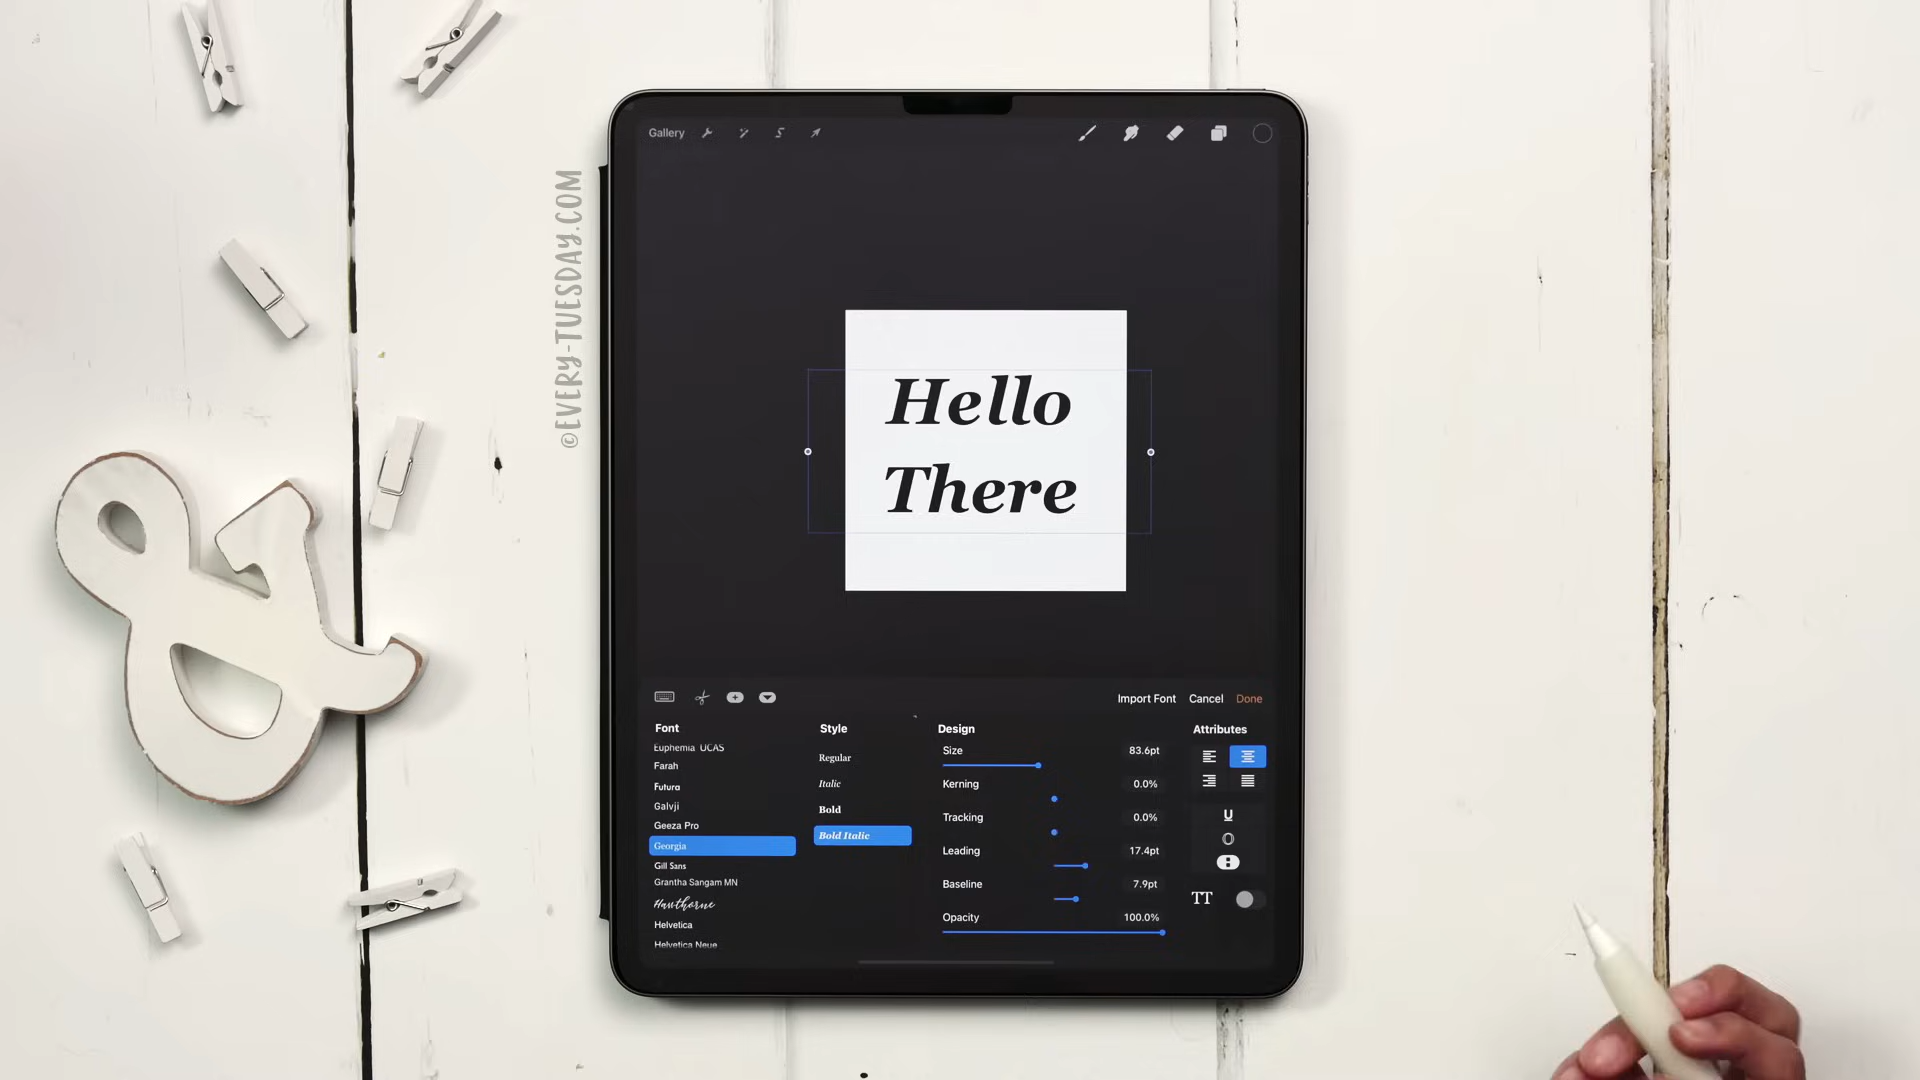 ©EVERY-TUESDAY.COM
Gallery
Hello
There
Import Font
Cancel
Done
Font
Euphemia UCAS
Farah
Futura
Galvji
Geeza Pro
Georgia
Gill Sans
Grantha Sangam MN
Hawthorne
Helvetica
Helvetica Neue
Style
Regular
Italic
Bold
Bold Italic
Design
Size 83.6pt
Kerning 0.0%
Tracking 0.0%
Leading 17.4pt
Baseline 7.9pt
Opacity 100.0%
Attributes
U
O
TT
&